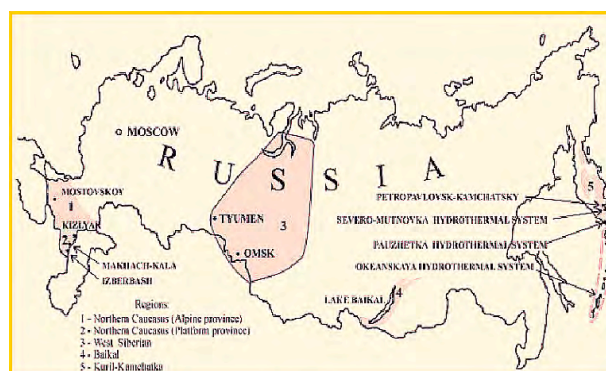 MOSCOW
RUSSIA
MOSTOVSKOY
1
KIZLYAR
2
MAKHACH-KALA
IZBERBASH
TYUMEN
3
OMSK
LAKE BAIKAL
4
5
PETROPAVLOVSK-KAMCHATSKY
SEVERO-MUTNOVKA HYDROTHERMAL SYSTEM
PAUZHETKA HYDROTHERMAL SYSTEM
OKEANSKAYA HYDROTHERMAL SYSTEM
Regions:
1 - Northern Caucasus (Alpine province)
2 - Northern Caucasus (Platform province)
3 - West Siberian
4 - Baikal
5 - Kuril-Kamchatka